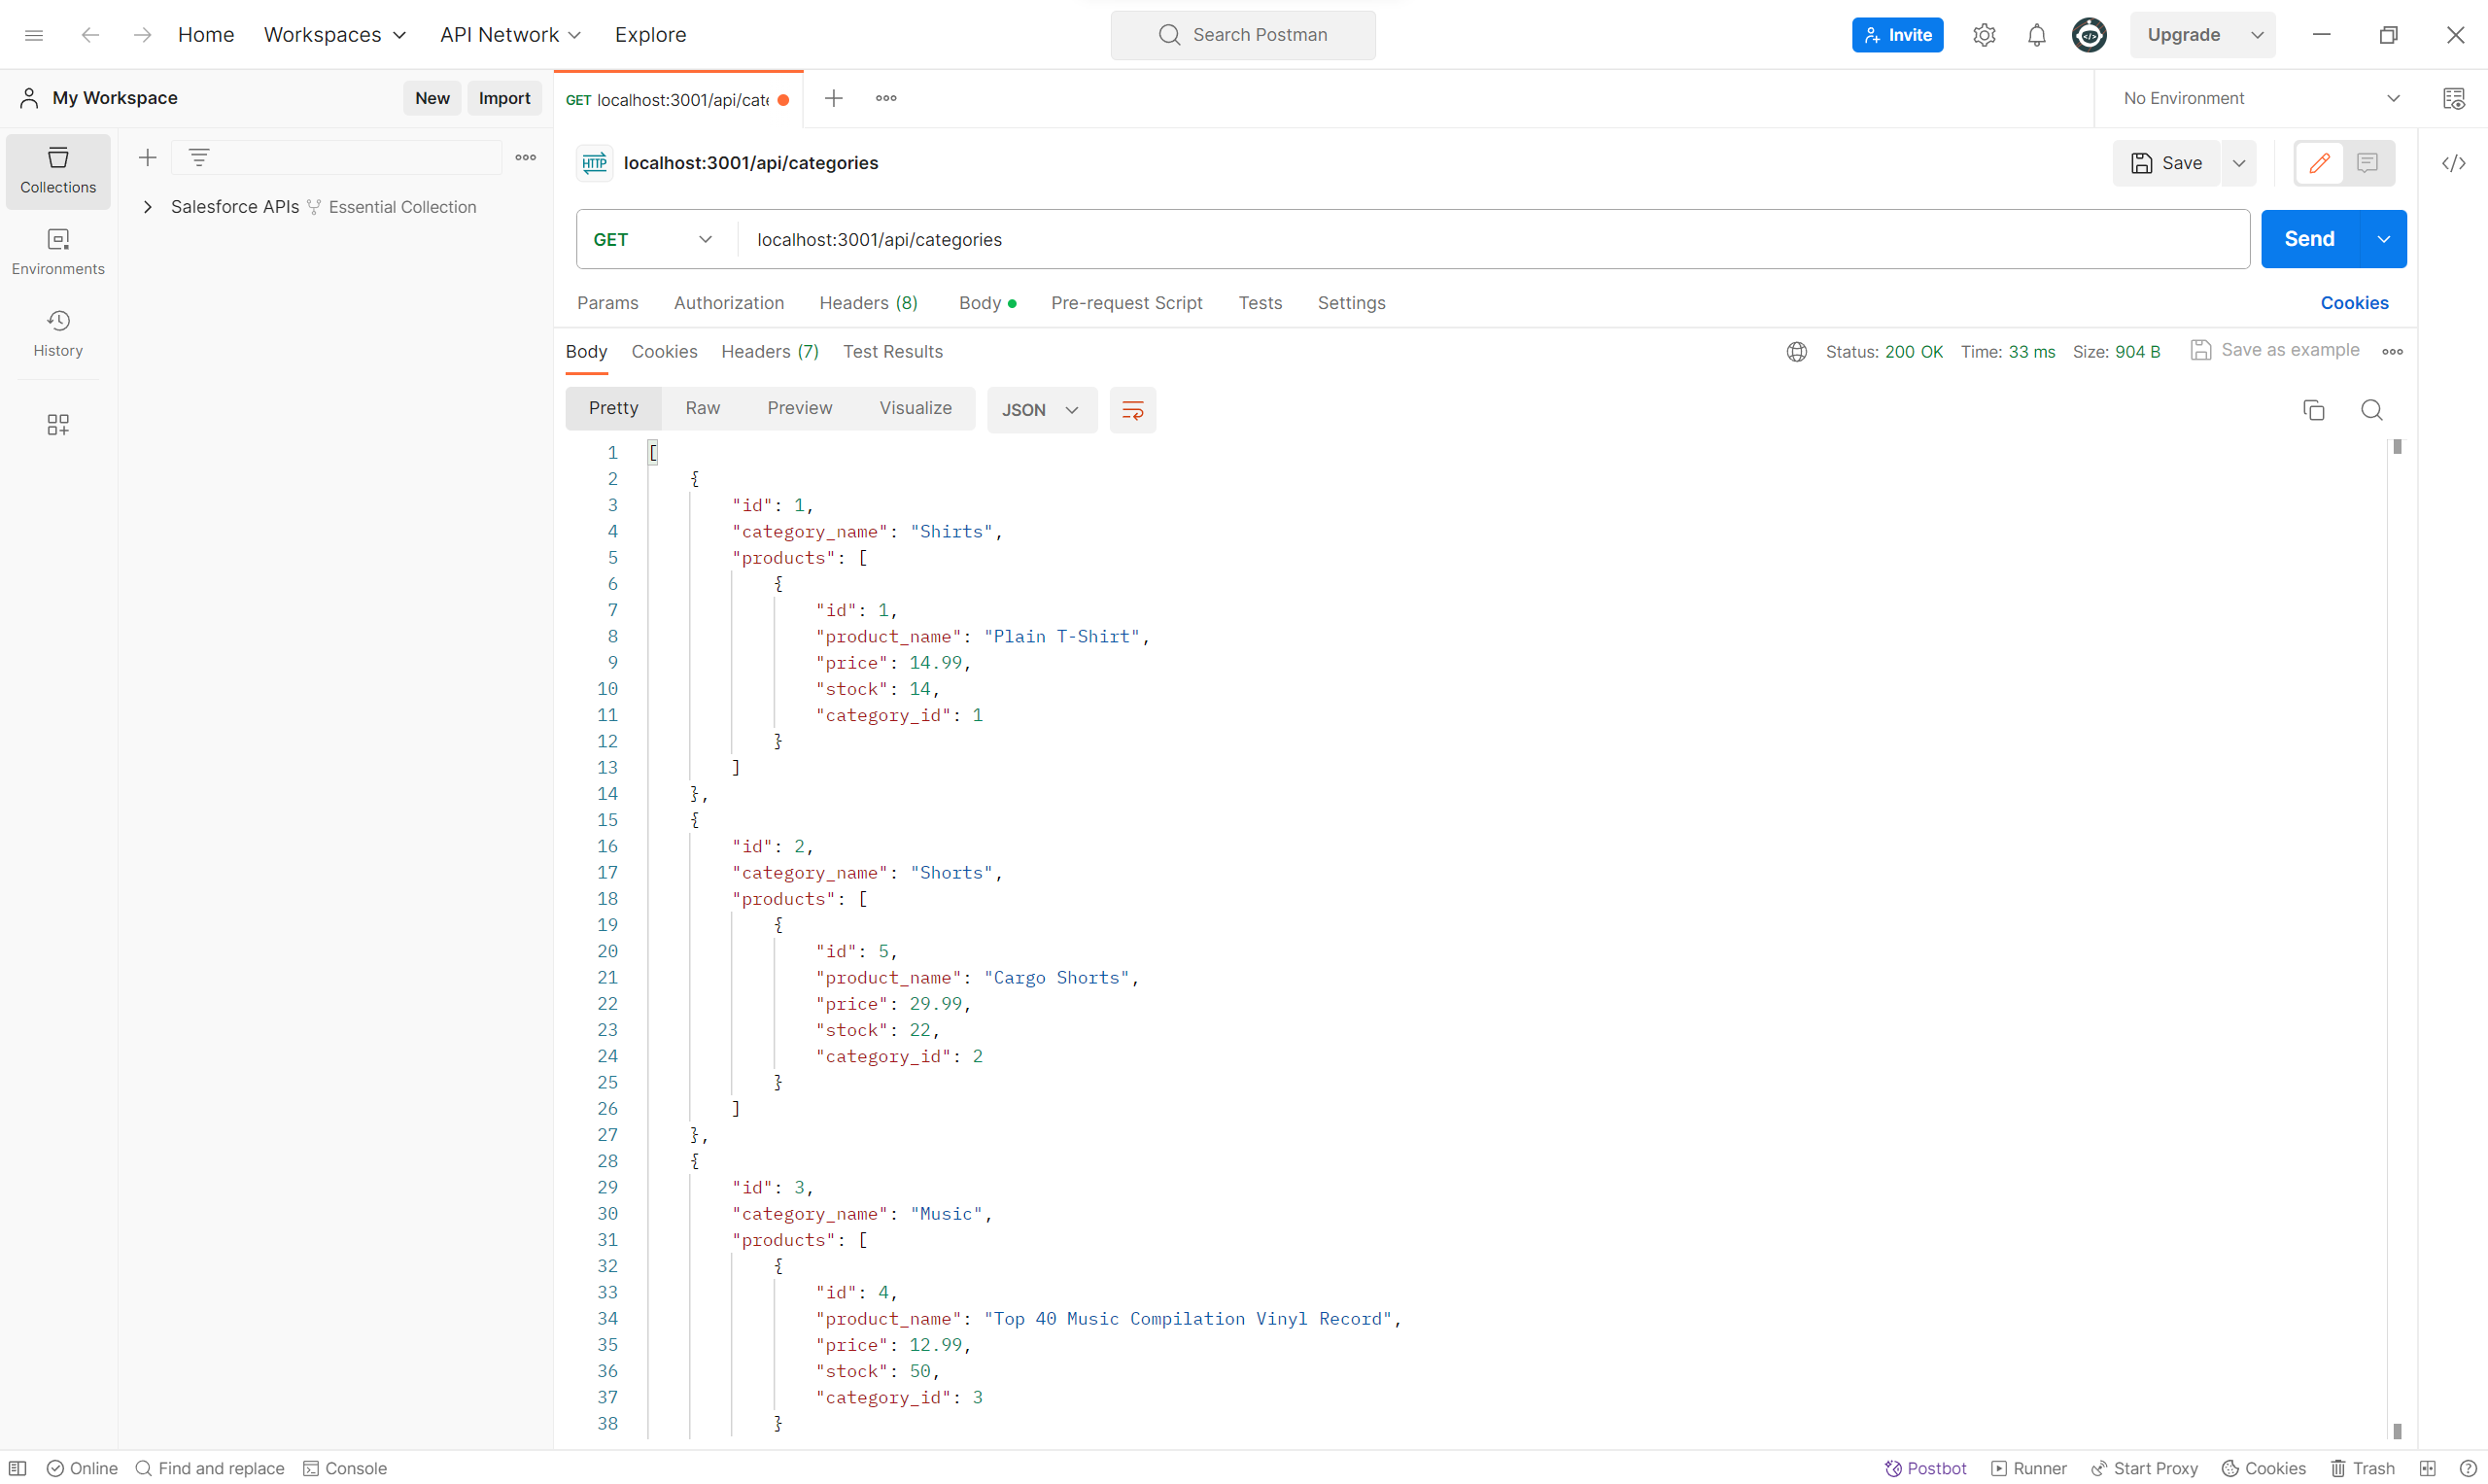 Home Workspaces API Network Explore Search Postman Invite Upgrade
My Workspace New Import GET localhost:3001/api/cate No Environment
Collections
Environments
History
Salesforce APIs Essential Collection
HTTP localhost:3001/api/categories Save
GET localhost:3001/api/categories Send
Params Authorization Headers (8) Body Pre-request Script Tests Settings Cookies
Body Cookies Headers (7) Test Results Status: 200 OK Time: 33 ms Size: 904 B Save as example
Pretty Raw Preview Visualize JSON
1 [
2 {
3 "id": 1,
4 "category_name": "Shirts",
5 "products": [
6 {
7 "id": 1,
8 "product_name": "Plain T-Shirt",
9 "price": 14.99,
10 "stock": 14,
11 "category_id": 1
12 }
13 ]
14 },
15 {
16 "id": 2,
17 "category_name": "Shorts",
18 "products": [
19 {
20 "id": 5,
21 "product_name": "Cargo Shorts",
22 "price": 29.99,
23 "stock": 22,
24 "category_id": 2
25 }
26 ]
27 },
28 {
29 "id": 3,
30 "category_name": "Music",
31 "products": [
32 {
33 "id": 4,
34 "product_name": "Top 40 Music Compilation Vinyl Record",
35 "price": 12.99,
36 "stock": 50,
37 "category_id": 3
38 }
Online Find and replace Console Postbot Runner Start Proxy Cookies Trash